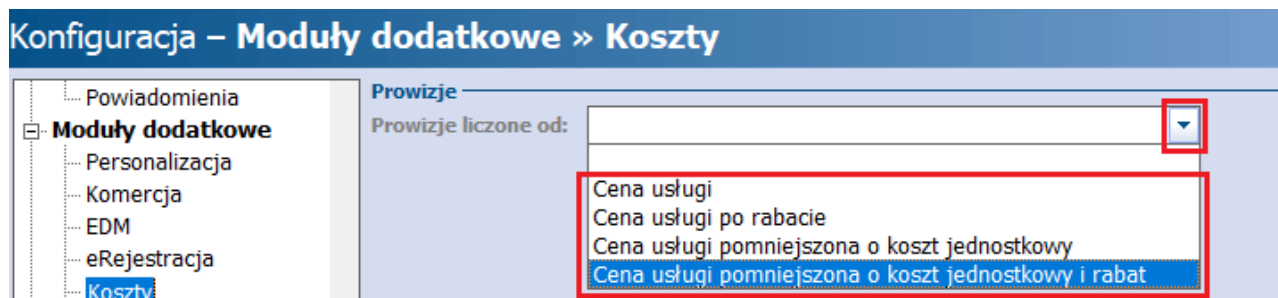 Konfiguracja – Moduły dodatkowe » Koszty
Powiadomienia
Moduły dodatkowe
Personalizacja
Komercja
EDM
eRejestracja
Koszty
Prowizje
Prowizje liczone od:
Cena usługi
Cena usługi po rabacie
Cena usługi pomniejszona o koszt jednostkowy
Cena usługi pomniejszona o koszt jednostkowy i rabat